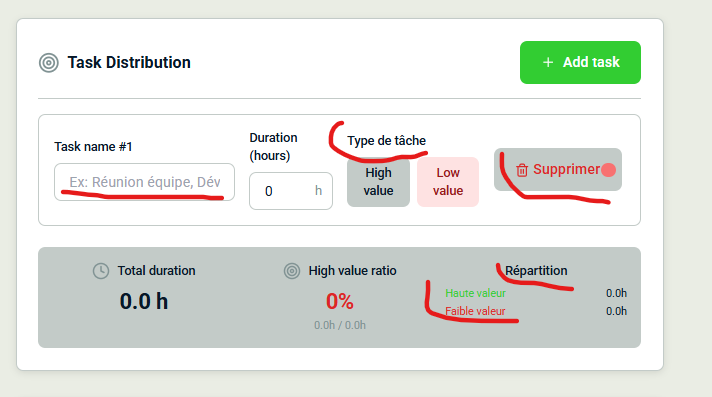 Task Distribution
+ Add task
Task name #1
Duration
(hours)
Type de tâche
Ex: Réunion équipe, Dév
0 h
High
value
Low
value
Supprimer
Total duration
0.0 h
High value ratio
0%
0.0h / 0.0h
Répartition
Haute valeur 0.0h
Faible valeur 0.0h